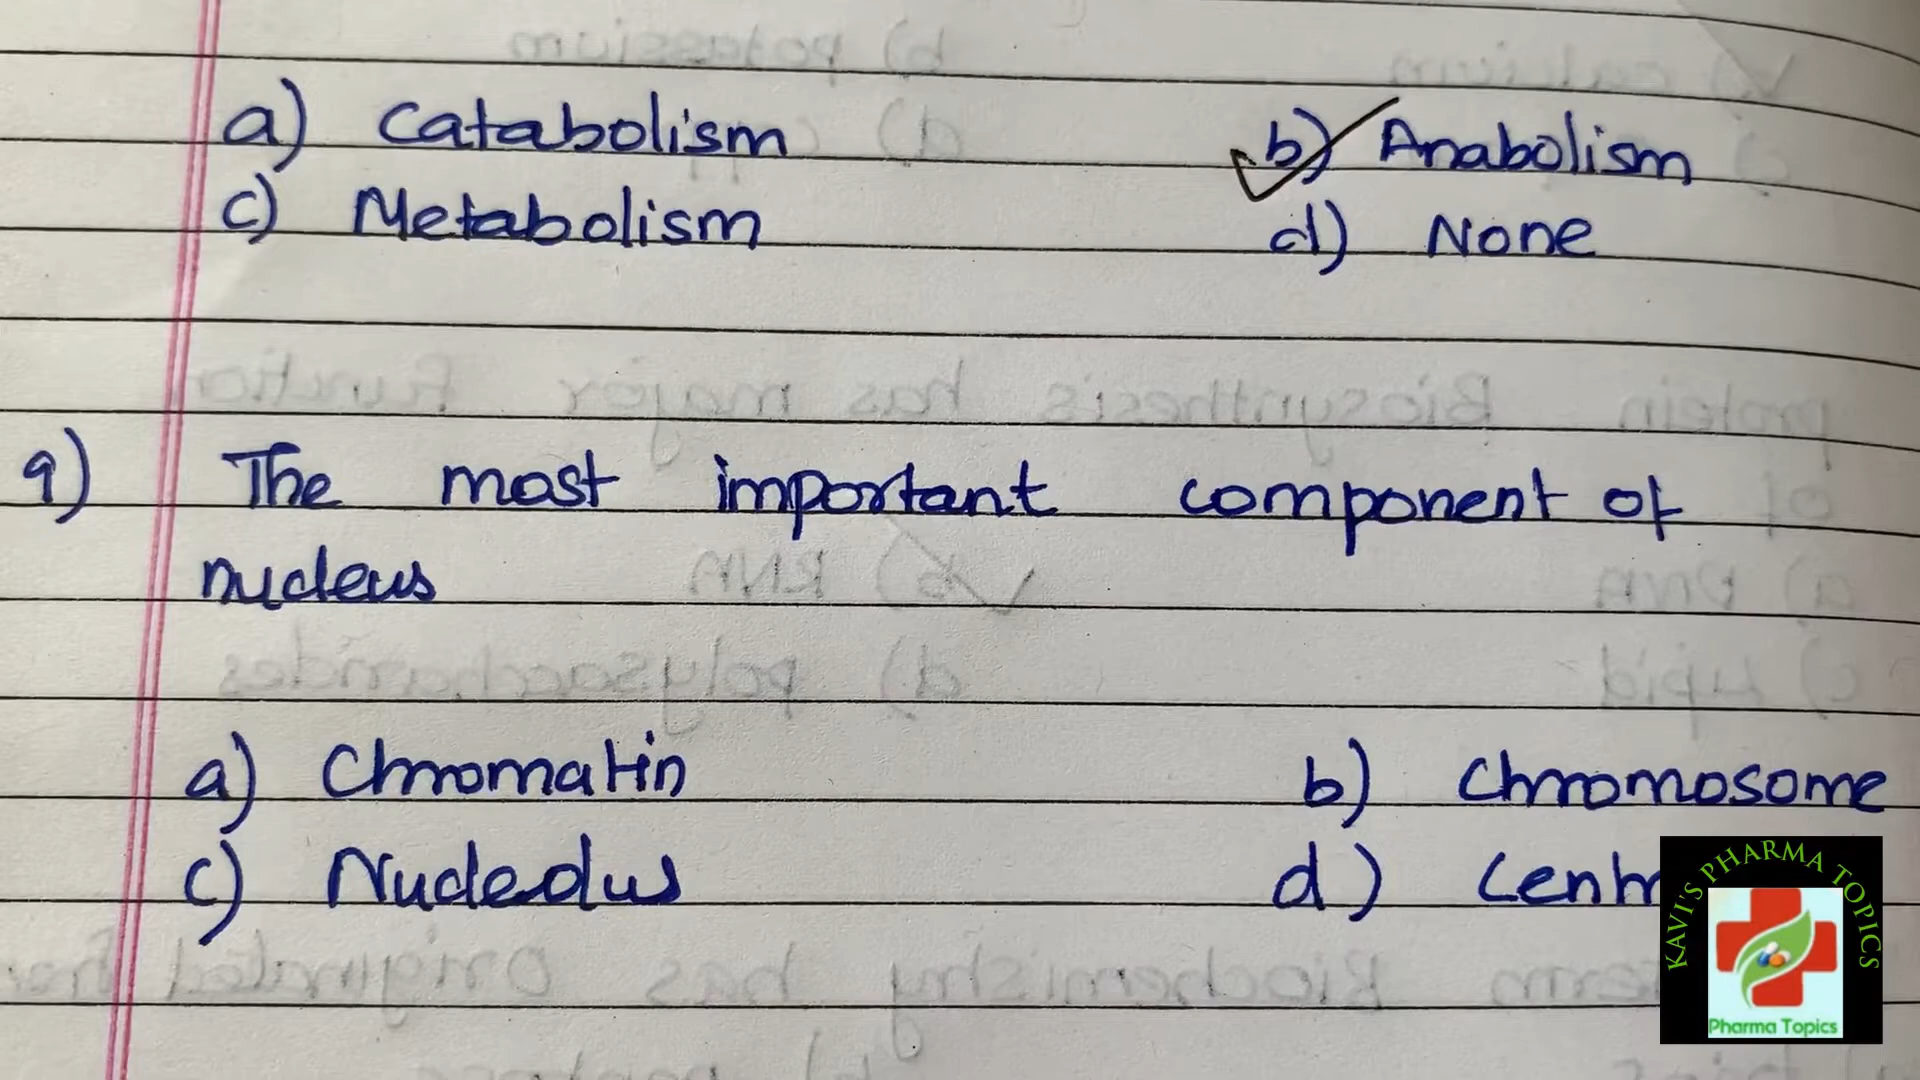 a) Catabolism b) Anabolism
c) Metabolism d) None
9) The most important component of
nucleus
a) Chromatin b) Chromosome
c) Nucleolus d) Centr
KAVI'S PHARMA TOPICS
Pharma Topics